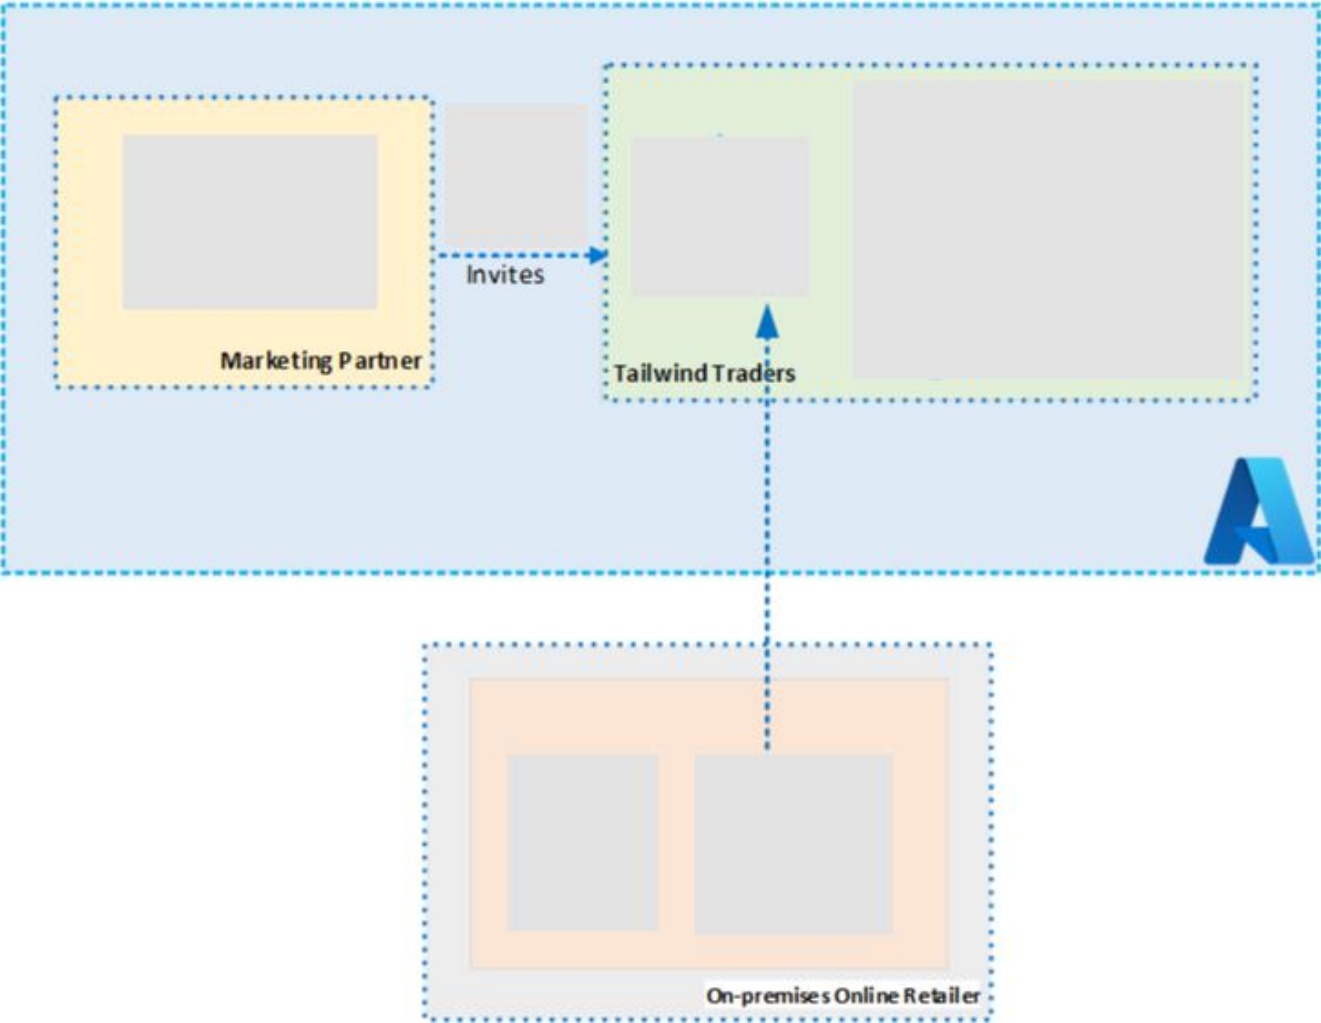 Invites
Marketing Partner
Tailwind Traders
On-premises Online Retailer